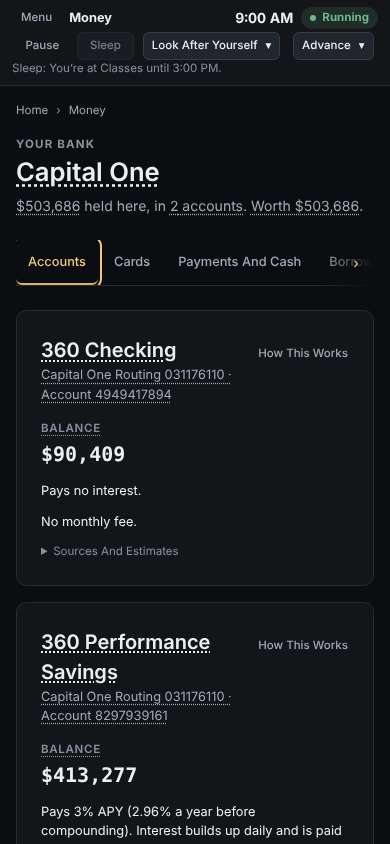 Menu Money 9:00 AM Running
Pause Sleep Look After Yourself Advance
Sleep: You're at Classes until 3:00 PM.
Home › Money
YOUR BANK
Capital One
$503,686 held here, in 2 accounts. Worth $503,686.
Accounts Cards Payments And Cash Borrow
360 Checking How This Works
Capital One Routing 031176110 ·
Account 4949417894
BALANCE
$90,409
Pays no interest.
No monthly fee.
Sources And Estimates
360 Performance How This Works
Savings
Capital One Routing 031176110 ·
Account 8297939161
BALANCE
$413,277
Pays 3% APY (2.96% a year before
compounding). Interest builds up daily and is paid